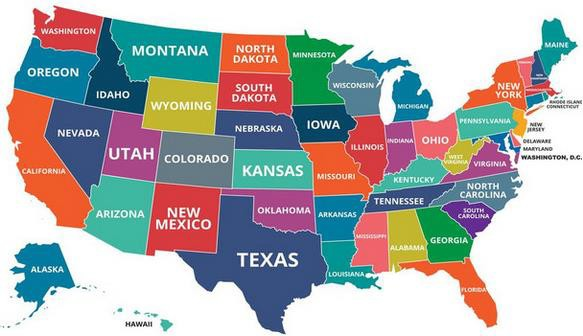 WASHINGTON
OREGON
IDAHO
MONTANA
WYOMING
NEVADA
CALIFORNIA
UTAH
COLORADO
ARIZONA
NEW
MEXICO
NORTH
DAKOTA
SOUTH
DAKOTA
NEBRASKA
KANSAS
OKLAHOMA
TEXAS
MINNESOTA
IOWA
MISSOURI
ARKANSAS
LOUISIANA
WISCONSIN
ILLINOIS
MICHIGAN
INDIANA
OHIO
KENTUCKY
TENNESSEE
MISSISSIPPI
ALABAMA
GEORGIA
FLORIDA
SOUTH
CAROLINA
NORTH
CAROLINA
VIRGINIA
WEST
VIRGINIA
PENNSYLVANIA
NEW
YORK
MAINE
RHODE ISLAND
CONNECTICUT
NEW
JERSEY
DELAWARE
MARYLAND
WASHINGTON, D.C.
ALASKA
HAWAII